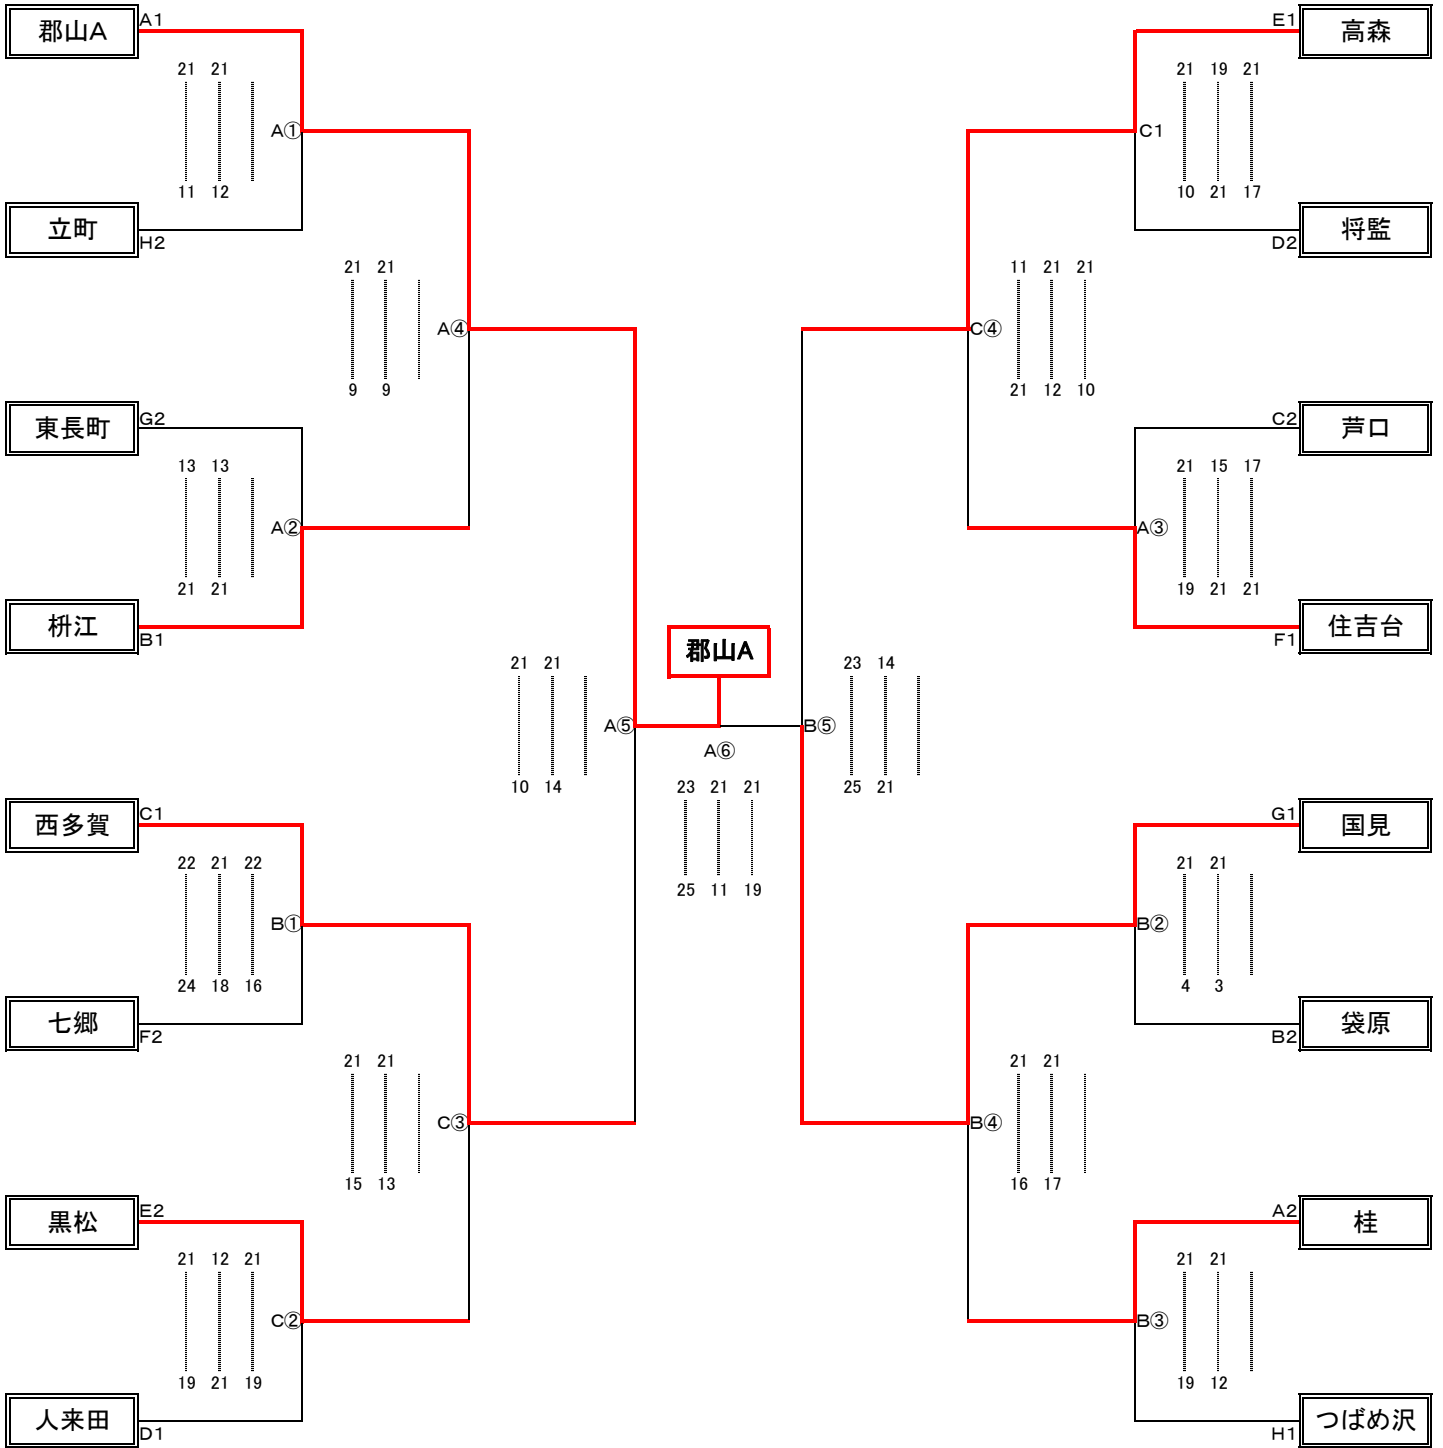 郡山A A1 E1 高森
21 21 21 19 21
A① C1
11 12 10 21 17
立町 H2 D2 将監
21 21 11 21 21
A④ C④
9 9 21 12 10
東長町 G2 C2 芦口
13 13 21 15 17
A② A③
21 21 19 21 21
枡江 B1 F1 住吉台
郡山A
21 21 23 14
A⑤ B⑤
A⑥
10 14 23 21 21 25 21
25 11 19
西多賀 C1 G1 国見
22 21 22 21 21
B① B②
24 18 16 4 3
七郷 F2 B2 袋原
21 21 21 21
C③ B④
15 13 16 17
黒松 E2 A2 桂
21 12 21 21 21
C② B③
19 21 19 19 12
人来田 D1 H1 つばめ沢